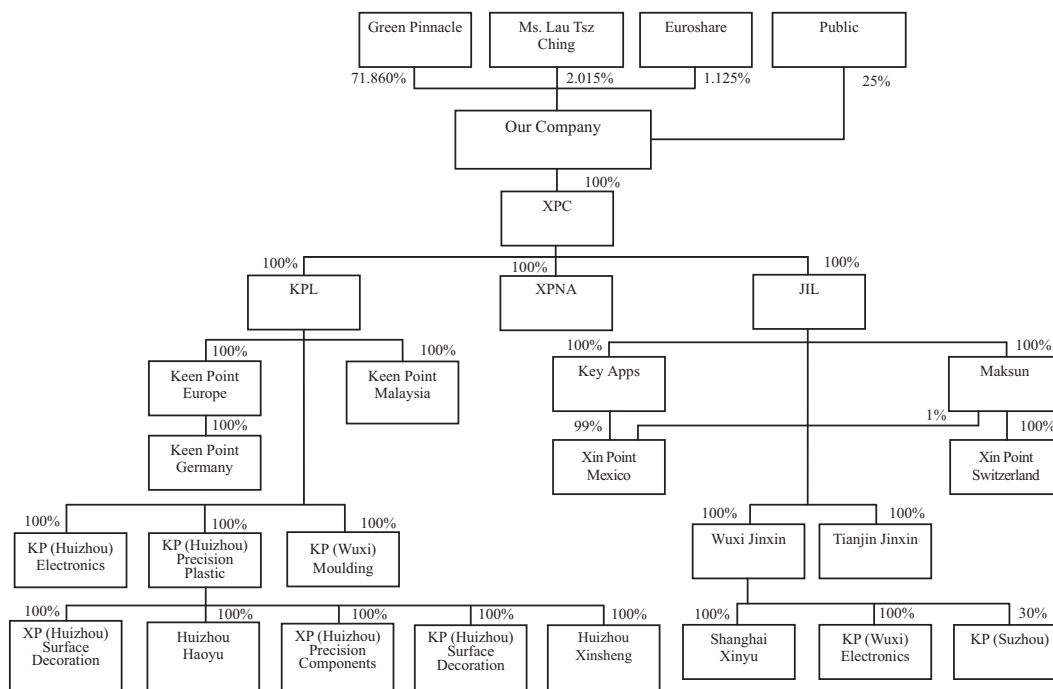 Green Pinnacle
Ms. Lau Tsz
Ching
Euroshare
Public
71.860%
2.015%
1.125%
25%
Our Company
100%
XPC
100%
100%
100%
KPL
XPNA
JIL
100%
100%
100%
100%
Keen Point
Europe
Keen Point
Malaysia
Key Apps
Maksun
100%
99%
1%
100%
Keen Point
Germany
Xin Point
Mexico
Xin Point
Switzerland
100%
100%
100%
100%
100%
KP (Huizhou)
Electronics
KP (Huizhou)
Precision
Plastic
KP (Wuxi)
Moulding
Wuxi Jinxin
Tianjin Jinxin
100%
100%
100%
100%
100%
100%
100%
30%
XP (Huizhou)
Surface
Decoration
Huizhou
Haoyu
XP (Huizhou)
Precision
Components
KP (Huizhou)
Surface
Decoration
Huizhou
Xinsheng
Shanghai
Xinyu
KP (Wuxi)
Electronics
KP (Suzhou)